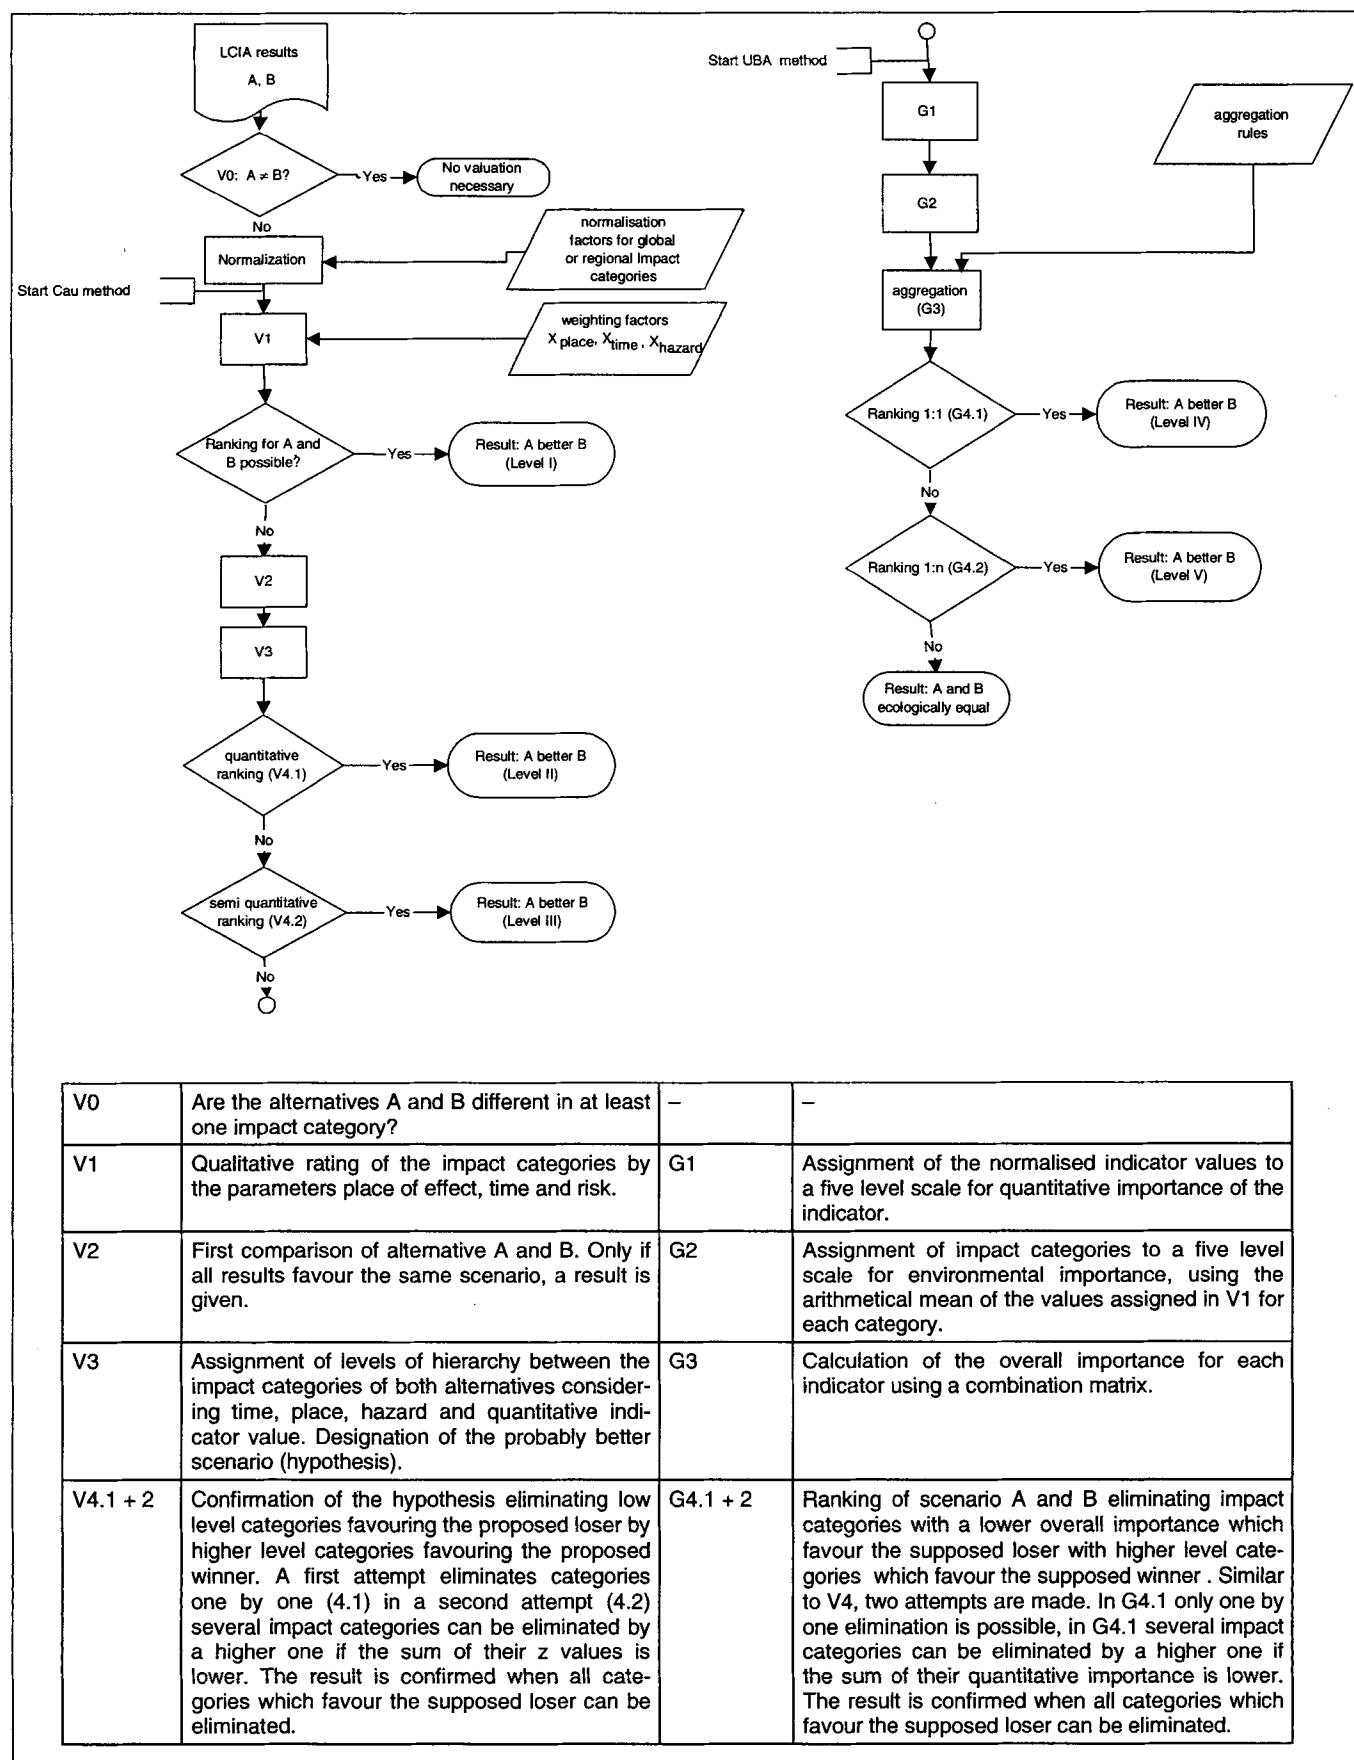 LCIA results
A, B
V0: A ≠ B?
Yes
No valuation
necessary
No
Normalization
normalisation
factors for global
or regional Impact
categories
Start Cau method
V1
weighting factors
X place, Xtime, Xhazard
Ranking for A and
B possible?
Yes
Result: A better B
(Level I)
No
V2
V3
quantitative
ranking (V4.1)
Yes
Result: A better B
(Level II)
No
semi quantitative
ranking (V4.2)
Yes
Result: A better B
(Level III)
No
Start UBA method
G1
aggregation
rules
G2
aggregation
(G3)
Ranking 1:1 (G4.1)
Yes
Result: A better B
(Level IV)
No
Ranking 1:n (G4.2)
Yes
Result: A better B
(Level V)
No
Result: A and B
ecologically equal
V0
Are the alternatives A and B different in at least
one impact category?
–
–
V1
Qualitative rating of the impact categories by
the parameters place of effect, time and risk.
G1
Assignment of the normalised indicator values to
a five level scale for quantitative importance of the
indicator.
V2
First comparison of alternative A and B. Only if
all results favour the same scenario, a result is
given.
G2
Assignment of impact categories to a five level
scale for environmental importance, using the
arithmetical mean of the values assigned in V1 for
each category.
V3
Assignment of levels of hierarchy between the
impact categories of both alternatives consider-
ing time, place, hazard and quantitative indi-
cator value. Designation of the probably better
scenario (hypothesis).
G3
Calculation of the overall importance for each
indicator using a combination matrix.
V4.1 + 2
Confirmation of the hypothesis eliminating low
level categories favouring the proposed loser by
higher level categories favouring the proposed
winner. A first attempt eliminates categories
one by one (4.1) in a second attempt (4.2)
several impact categories can be eliminated by
a higher one if the sum of their z values is
lower. The result is confirmed when all cate-
gories which favour the supposed loser can be
eliminated.
G4.1 + 2
Ranking of scenario A and B eliminating impact
categories with a lower overall importance which
favour the supposed loser with higher level cate-
gories which favour the supposed winner . Similar
to V4, two attempts are made. In G4.1 only one by
one elimination is possible, in G4.1 several impact
categories can be eliminated by a higher one if
the sum of their quantitative importance is lower.
The result is confirmed when all categories which
favour the supposed loser can be eliminated.